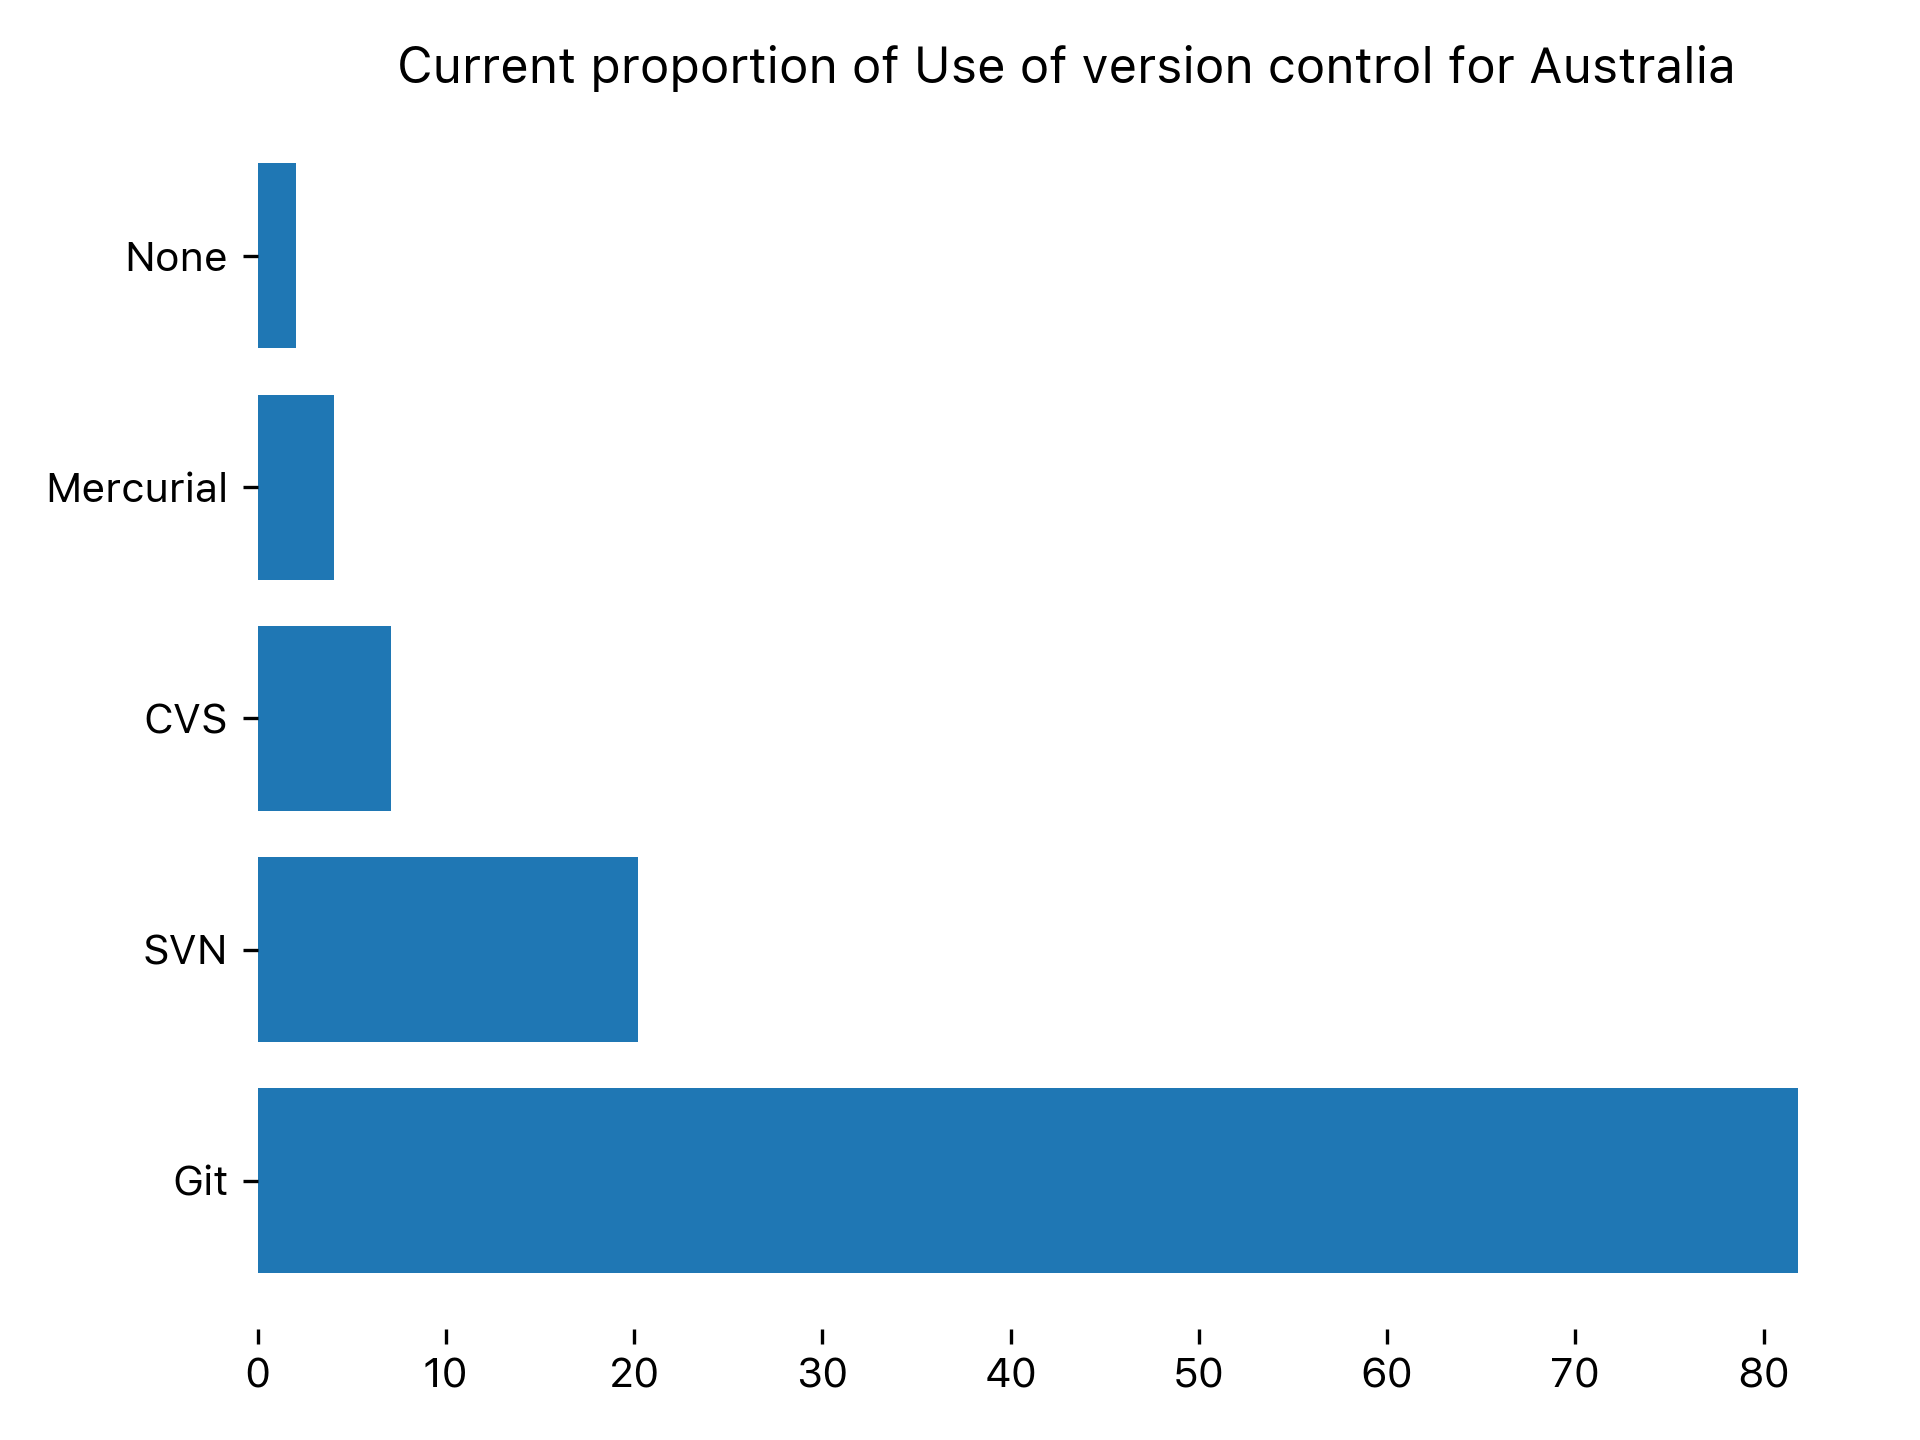 Current proportion of Use of version control for Australia
None
Mercurial
CVS
SVN
Git
0 10 20 30 40 50 60 70 80